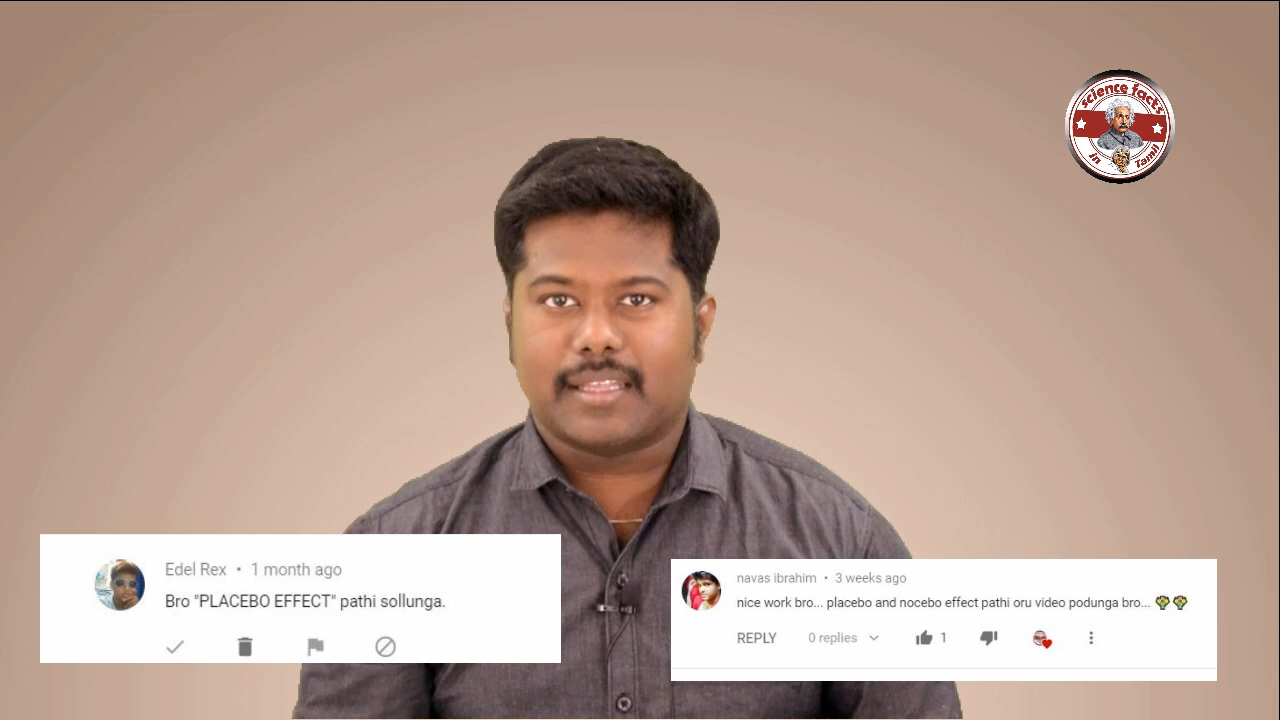 science facts
in Tamil
Edel Rex • 1 month ago
Bro "PLACEBO EFFECT" pathi sollunga.
navas ibrahim • 3 weeks ago
nice work bro... placebo and nocebo effect pathi oru video podunga bro... 💐💐
REPLY 0 replies 1